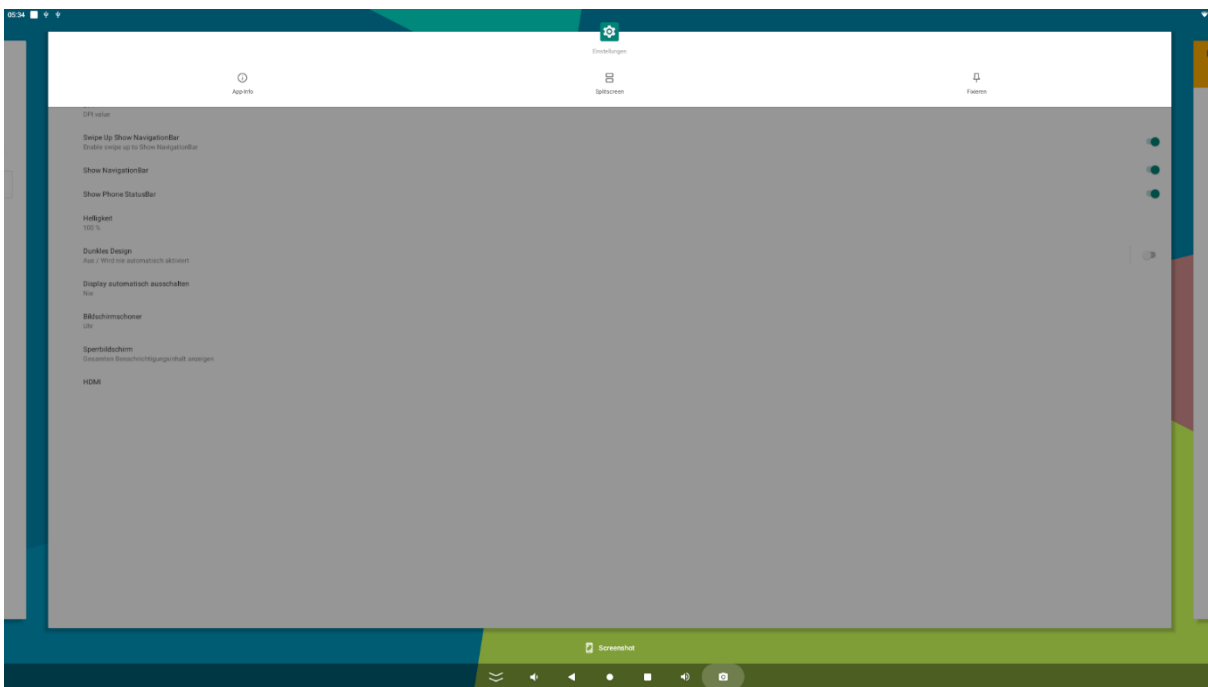 05:34
Einstellungen
App-Info
Splitscreen
Fixieren
DPI value
Swipe Up Show NavigationBar
Enable swipe up to Show NavigationBar
Show NavigationBar
Show Phone StatusBar
Helligkeit
100 %
Dunkles Design
Aus / Wird nie automatisch aktiviert
Display automatisch ausschalten
Nie
Bildschirmschoner
Uhr
Sperrbildschirm
Gesamten Benachrichtigungsinhalt anzeigen
HDMI
Screenshot